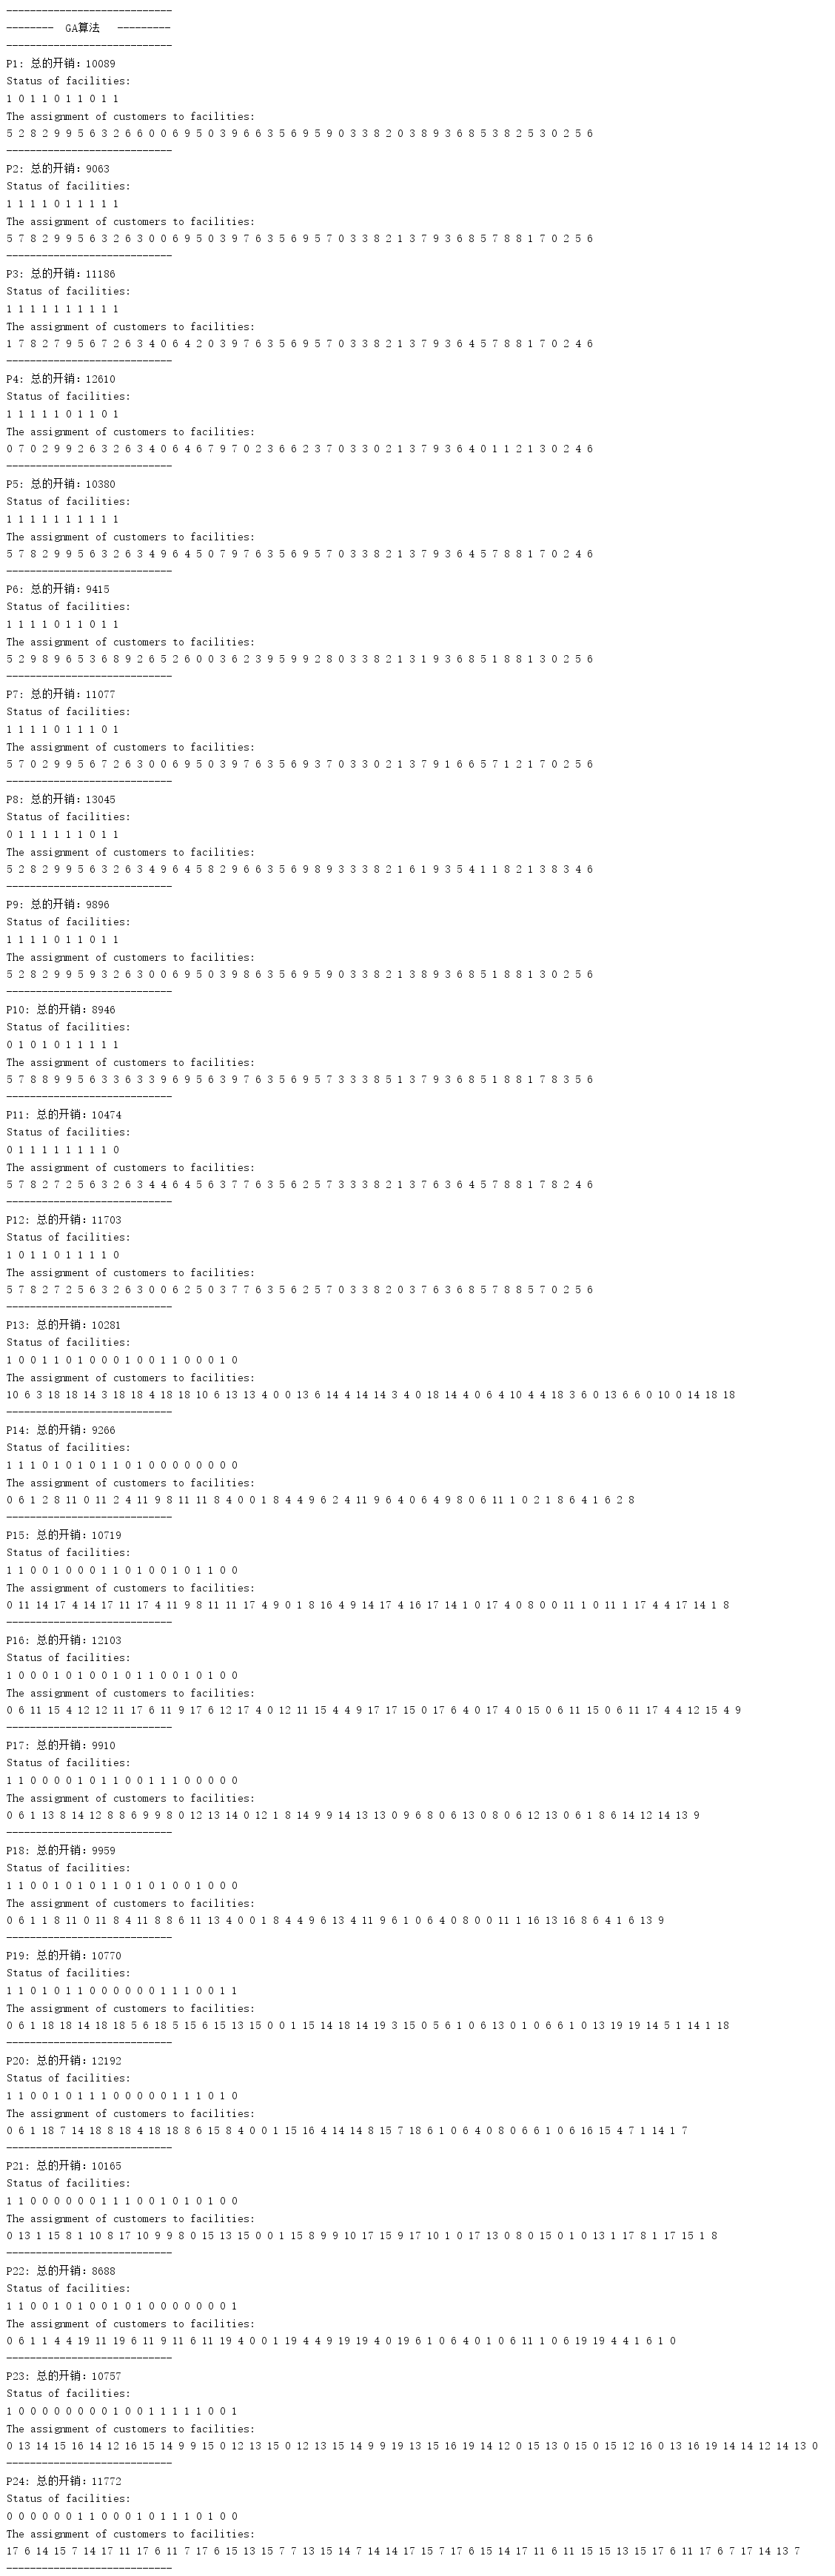 ----------------------------
--------  GA算法   ---------
----------------------------
P1: 总的开销：10089
Status of facilities:
1 0 1 1 0 1 1 0 1 1
The assignment of customers to facilities:
5 2 8 2 9 9 5 6 3 2 6 6 0 0 6 9 5 0 3 9 6 6 3 5 6 9 5 9 0 3 3 8 2 0 3 8 9 3 6 8 5 3 8 2 5 3 0 2 5 6
----------------------------
P2: 总的开销：9063
Status of facilities:
1 1 1 1 0 1 1 1 1 1
The assignment of customers to facilities:
5 7 8 2 9 9 5 6 3 2 6 3 0 0 6 9 5 0 3 9 7 6 3 5 6 9 5 7 0 3 3 8 2 1 3 7 9 3 6 8 5 7 8 8 1 7 0 2 5 6
----------------------------
P3: 总的开销：11186
Status of facilities:
1 1 1 1 1 1 1 1 1 1
The assignment of customers to facilities:
1 7 8 2 7 9 5 6 7 2 6 3 4 0 6 4 2 0 3 9 7 6 3 5 6 9 5 7 0 3 3 8 2 1 3 7 9 3 6 4 5 7 8 8 1 7 0 2 4 6
----------------------------
P4: 总的开销：12610
Status of facilities:
1 1 1 1 1 0 1 1 0 1
The assignment of customers to facilities:
0 7 0 2 9 9 2 6 3 2 6 3 4 0 6 4 6 7 9 7 0 2 3 6 6 2 3 7 0 3 3 0 2 1 3 7 9 3 6 4 0 1 1 2 1 3 0 2 4 6
----------------------------
P5: 总的开销：10380
Status of facilities:
1 1 1 1 1 1 1 1 1 1
The assignment of customers to facilities:
5 7 8 2 9 9 5 6 3 2 6 3 4 9 6 4 5 0 7 9 7 6 3 5 6 9 5 7 0 3 3 8 2 1 3 7 9 3 6 4 5 7 8 8 1 7 0 2 4 6
----------------------------
P6: 总的开销：9415
Status of facilities:
1 1 1 1 0 1 1 0 1 1
The assignment of customers to facilities:
5 2 9 8 9 6 5 3 6 8 9 2 6 5 2 6 0 0 3 6 2 3 9 5 9 9 2 8 0 3 3 8 2 1 3 1 9 3 6 8 5 1 8 8 1 3 0 2 5 6
----------------------------
P7: 总的开销：11077
Status of facilities:
1 1 1 1 0 1 1 1 0 1
The assignment of customers to facilities:
5 7 0 2 9 9 5 6 7 2 6 3 0 0 6 9 5 0 3 9 7 6 3 5 6 9 3 7 0 3 3 0 2 1 3 7 9 1 6 6 5 7 1 2 1 7 0 2 5 6
----------------------------
P8: 总的开销：13045
Status of facilities:
0 1 1 1 1 1 1 0 1 1
The assignment of customers to facilities:
5 2 8 2 9 9 5 6 3 2 6 3 4 9 6 4 5 8 2 9 6 6 3 5 6 9 8 9 3 3 3 8 2 1 6 1 9 3 5 4 1 1 8 2 1 3 8 3 4 6
----------------------------
P9: 总的开销：9896
Status of facilities:
1 1 1 1 0 1 1 0 1 1
The assignment of customers to facilities:
5 2 8 2 9 9 5 9 3 2 6 3 0 0 6 9 5 0 3 9 8 6 3 5 6 9 5 9 0 3 3 8 2 1 3 8 9 3 6 8 5 1 8 8 1 3 0 2 5 6
----------------------------
P10: 总的开销：8946
Status of facilities:
0 1 0 1 0 1 1 1 1 1
The assignment of customers to facilities:
5 7 8 8 9 9 5 6 3 3 6 3 3 9 6 9 5 6 3 9 7 6 3 5 6 9 5 7 3 3 3 8 5 1 3 7 9 3 6 8 5 1 8 8 1 7 8 3 5 6
----------------------------
P11: 总的开销：10474
Status of facilities:
0 1 1 1 1 1 1 1 1 0
The assignment of customers to facilities:
5 7 8 2 7 2 5 6 3 2 6 3 4 4 6 4 5 6 3 7 7 6 3 5 6 2 5 7 3 3 3 8 2 1 3 7 6 3 6 4 5 7 8 8 1 7 8 2 4 6
----------------------------
P12: 总的开销：11703
Status of facilities:
1 0 1 1 0 1 1 1 1 0
The assignment of customers to facilities:
5 7 8 2 7 2 5 6 3 2 6 3 0 0 6 2 5 0 3 7 7 6 3 5 6 2 5 7 0 3 3 8 2 0 3 7 6 3 6 8 5 7 8 8 5 7 0 2 5 6
----------------------------
P13: 总的开销：10281
Status of facilities:
1 0 0 1 1 0 1 0 0 0 1 0 0 1 1 0 0 0 1 0
The assignment of customers to facilities:
10 6 3 18 18 14 3 18 18 4 18 18 10 6 13 13 4 0 0 13 6 14 4 14 14 3 4 0 18 14 4 0 6 4 10 4 4 18 3 6 0 13 6 6 0 10 0 14 18 18
----------------------------
P14: 总的开销：9266
Status of facilities:
1 1 1 0 1 0 1 0 1 1 0 1 0 0 0 0 0 0 0 0
The assignment of customers to facilities:
0 6 1 2 8 11 0 11 2 4 11 9 8 11 11 8 4 0 0 1 8 4 4 9 6 2 4 11 9 6 4 0 6 4 9 8 0 6 11 1 0 2 1 8 6 4 1 6 2 8
----------------------------
P15: 总的开销：10719
Status of facilities:
1 1 0 0 1 0 0 0 1 1 0 1 0 0 1 0 1 1 0 0
The assignment of customers to facilities:
0 11 14 17 4 14 17 11 17 4 11 9 8 11 11 17 4 9 0 1 8 16 4 9 14 17 4 16 17 14 1 0 17 4 0 8 0 0 11 1 0 11 1 17 4 4 17 14 1 8
----------------------------
P16: 总的开销：12103
Status of facilities:
1 0 0 0 1 0 1 0 0 1 0 1 1 0 0 1 0 1 0 0
The assignment of customers to facilities:
0 6 11 15 4 12 12 11 17 6 11 9 17 6 12 17 4 0 12 11 15 4 4 9 17 17 15 0 17 6 4 0 17 4 0 15 0 6 11 15 0 6 11 17 4 4 12 15 4 9
----------------------------
P17: 总的开销：9910
Status of facilities:
1 1 0 0 0 0 1 0 1 1 0 0 1 1 1 0 0 0 0 0
The assignment of customers to facilities:
0 6 1 13 8 14 12 8 8 6 9 9 8 0 12 13 14 0 12 1 8 14 9 9 14 13 13 0 9 6 8 0 6 13 0 8 0 6 12 13 0 6 1 8 6 14 12 14 13 9
----------------------------
P18: 总的开销：9959
Status of facilities:
1 1 0 0 1 0 1 0 1 1 0 1 0 1 0 0 1 0 0 0
The assignment of customers to facilities:
0 6 1 1 8 11 0 11 8 4 11 8 8 6 11 13 4 0 0 1 8 4 4 9 6 13 4 11 9 6 1 0 6 4 0 8 0 0 11 1 16 13 16 8 6 4 1 6 13 9
----------------------------
P19: 总的开销：10770
Status of facilities:
1 1 0 1 0 1 1 0 0 0 0 0 0 1 1 1 0 0 1 1
The assignment of customers to facilities:
0 6 1 18 18 14 18 18 5 6 18 5 15 6 15 13 15 0 0 1 15 14 18 14 19 3 15 0 5 6 1 0 6 13 0 1 0 6 6 1 0 13 19 19 14 5 1 14 1 18
----------------------------
P20: 总的开销：12192
Status of facilities:
1 1 0 0 1 0 1 1 1 0 0 0 0 0 1 1 1 0 1 0
The assignment of customers to facilities:
0 6 1 18 7 14 18 8 18 4 18 18 8 6 15 8 4 0 0 1 15 16 4 14 14 8 15 7 18 6 1 0 6 4 0 8 0 6 6 1 0 6 16 15 4 7 1 14 1 7
----------------------------
P21: 总的开销：10165
Status of facilities:
1 1 0 0 0 0 0 0 1 1 1 0 0 1 0 1 0 1 0 0
The assignment of customers to facilities:
0 13 1 15 8 1 10 8 17 10 9 9 8 0 15 13 15 0 0 1 15 8 9 9 10 17 15 9 17 10 1 0 17 13 0 8 0 15 0 1 0 13 1 17 8 1 17 15 1 8
----------------------------
P22: 总的开销：8688
Status of facilities:
1 1 0 0 1 0 1 0 0 1 0 1 0 0 0 0 0 0 0 1
The assignment of customers to facilities:
0 6 1 1 4 4 19 11 19 6 11 9 11 6 11 19 4 0 0 1 19 4 4 9 19 19 4 0 19 6 1 0 6 4 0 1 0 6 11 1 0 6 19 19 4 4 1 6 1 0
----------------------------
P23: 总的开销：10757
Status of facilities:
1 0 0 0 0 0 0 0 0 1 0 0 1 1 1 1 1 0 0 1
The assignment of customers to facilities:
0 13 14 15 16 14 12 16 15 14 9 9 15 0 12 13 15 0 12 13 15 14 9 9 19 13 15 16 19 14 12 0 15 13 0 15 0 15 12 16 0 13 16 19 14 14 12 14 13 0
----------------------------
P24: 总的开销：11772
Status of facilities:
0 0 0 0 0 0 1 1 0 0 0 1 0 1 1 1 0 1 0 0
The assignment of customers to facilities:
17 6 14 15 7 14 17 11 17 6 11 7 17 6 15 13 15 7 7 13 15 14 7 14 14 17 15 7 17 6 15 14 17 11 6 11 15 15 13 15 17 6 11 17 6 7 17 14 13 7
----------------------------